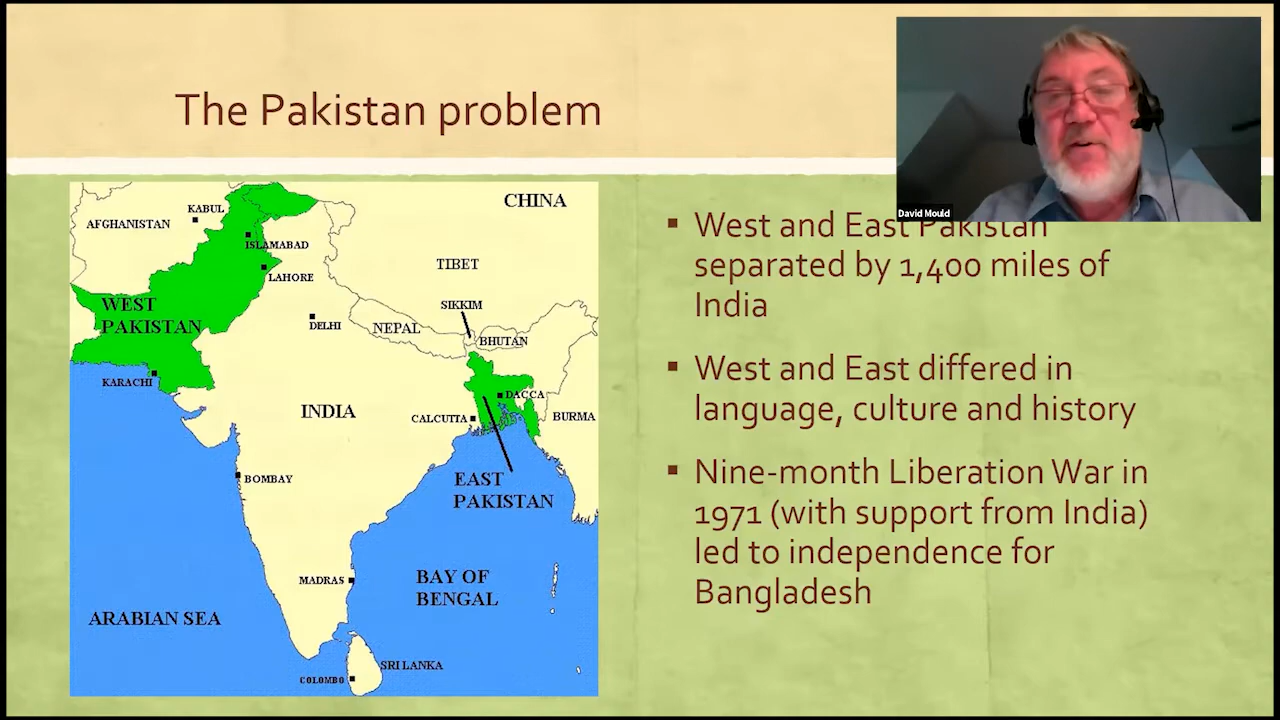 The Pakistan problem
David Mould
West and East Pakistan
separated by 1,400 miles of
India
West and East differed in
language, culture and history
Nine-month Liberation War in
1971 (with support from India)
led to independence for
Bangladesh
CHINA
KABUL
AFGHANISTAN
ISLAMABAD
TIBET
LAHORE
WEST
PAKISTAN
SIKKIM
DELHI
NEPAL
BHUTAN
KARACHI
DACCA
INDIA
CALCUTTA
BURMA
BOMBAY
EAST
PAKISTAN
MADRAS
BAY OF
BENGAL
ARABIAN SEA
SRI LANKA
COLOMBO